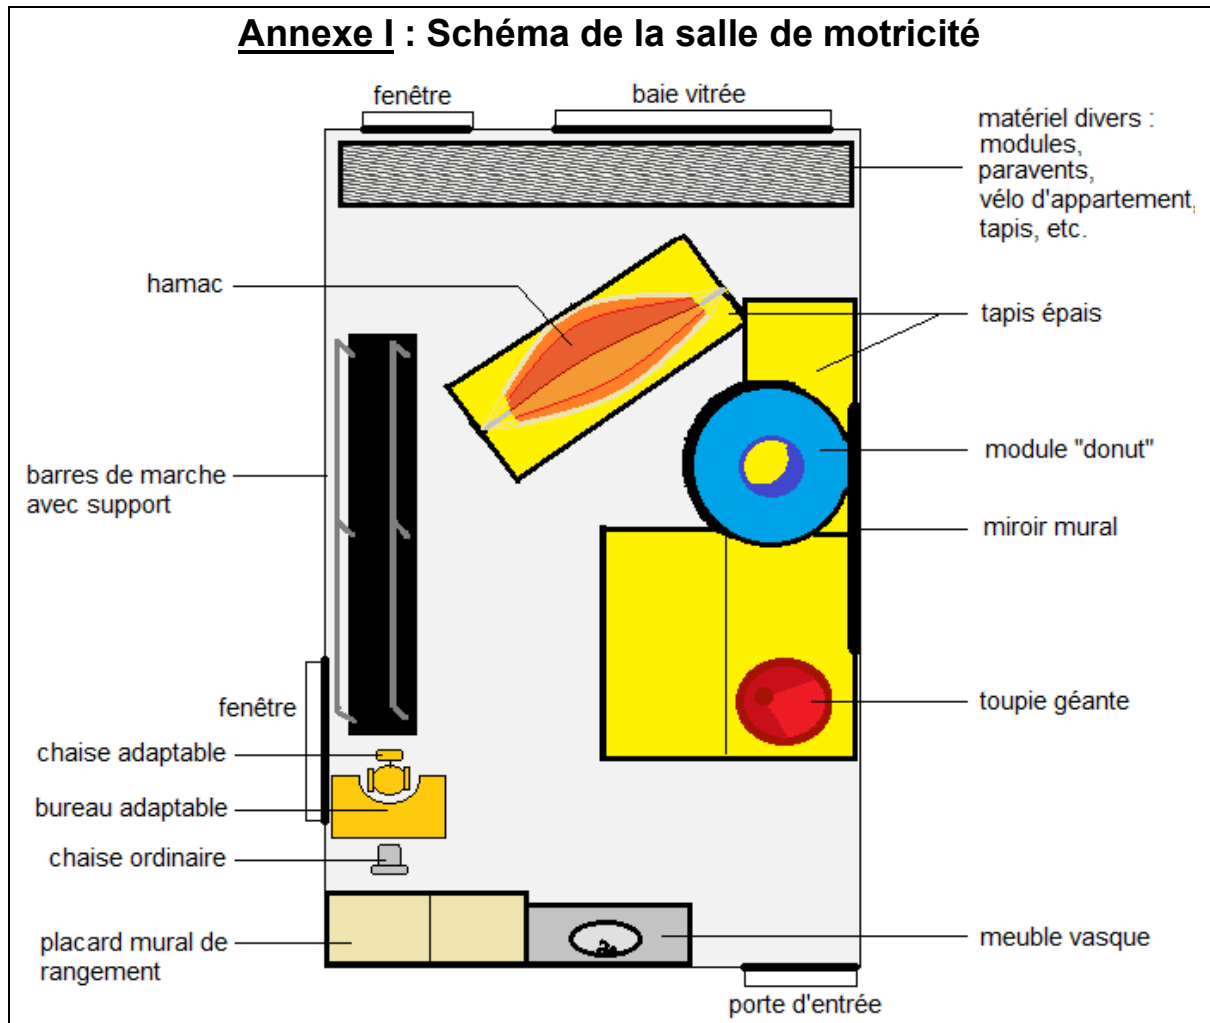 Annexe I : Schéma de la salle de motricité
fenêtre
baie vitrée
matériel divers :
modules,
paravents,
vélo d'appartement,
tapis, etc.
hamac
tapis épais
barres de marche
avec support
module "donut"
miroir mural
fenêtre
toupie géante
chaise adaptable
bureau adaptable
chaise ordinaire
placard mural de
rangement
meuble vasque
porte d'entrée